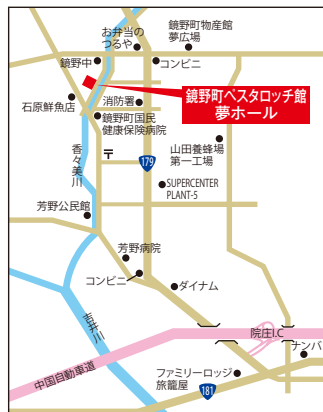 お弁当の
つるや
鏡野町物産館
夢広場
鏡野中
コンビニ
鏡野町ペスタロッチ館
夢ホール
石原鮮魚店
消防署
鏡野町国民
健康保険病院
〒
香々美川
179
山田養蜂場
第一工場
SUPERCENTER
PLANT-5
芳野公民館
芳野病院
コンビニ
ダイナム
吉井川
院庄I.C
ナンバ
中国自動車道
ファミリーロッジ
旅籠屋
181